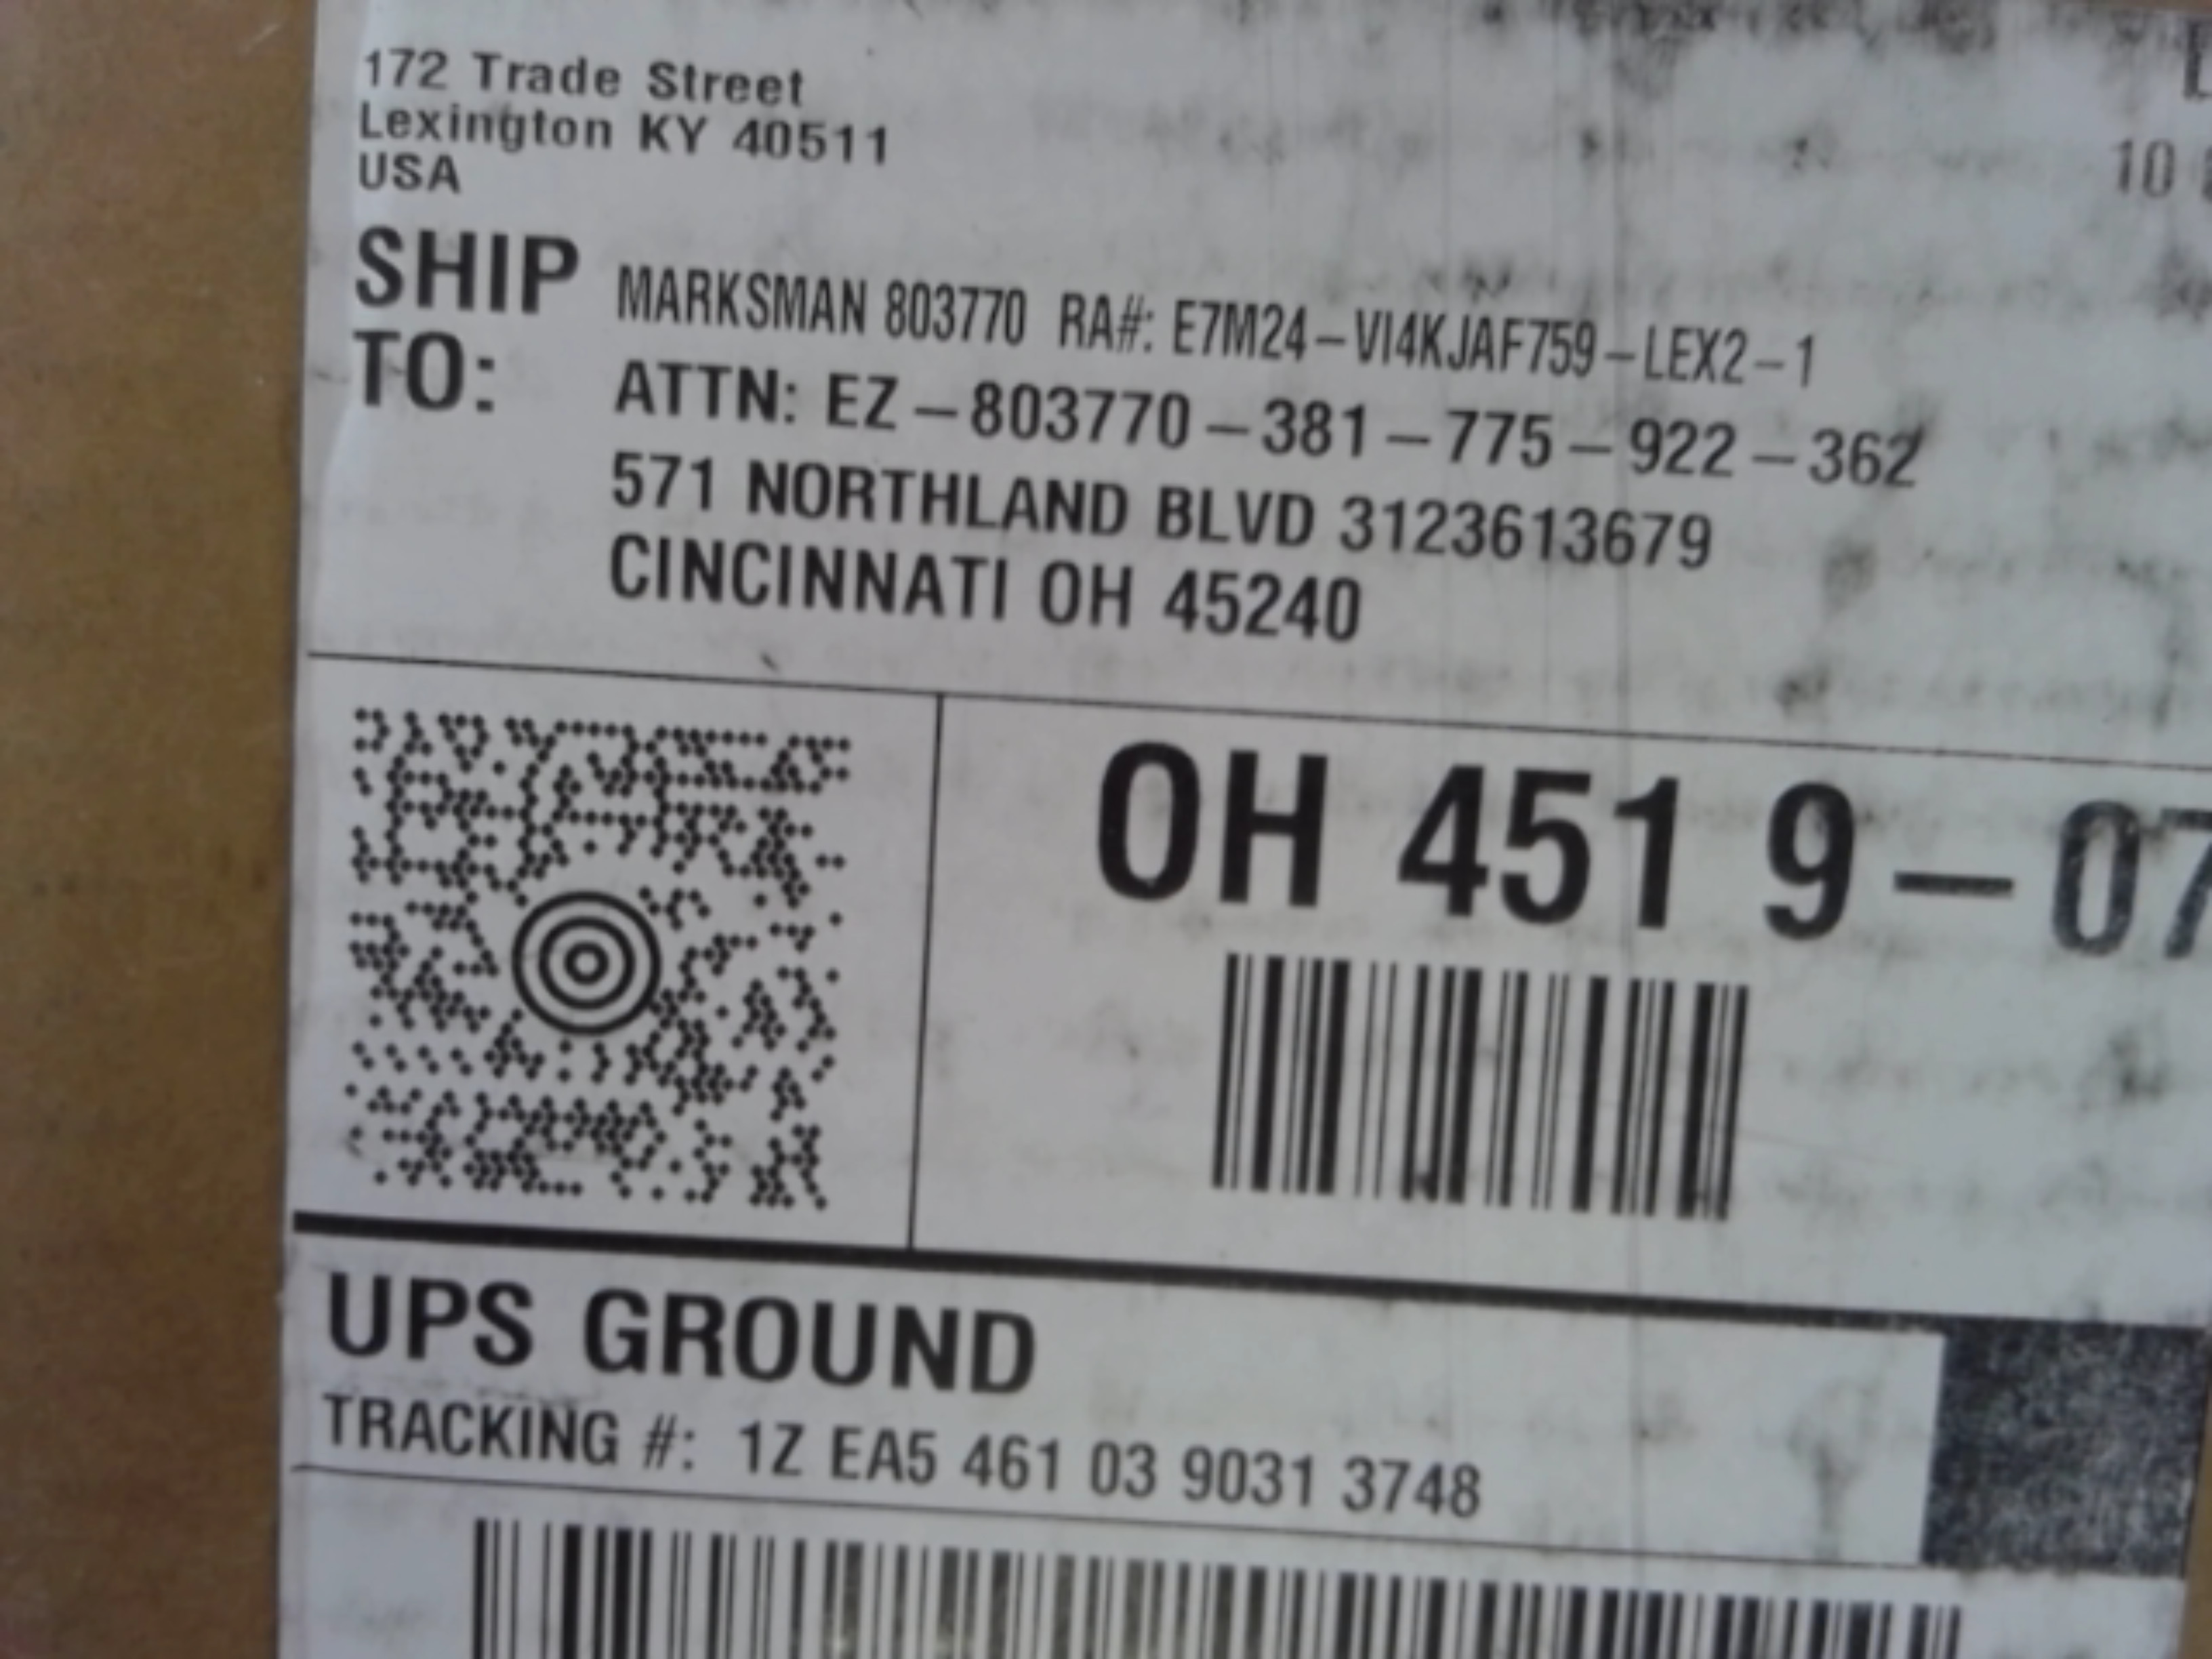 172 Trade Street
Lexington KY 40511
USA
10
SHIP TO:
MARKSMAN 803770 RA#: E7M24-VI4KJAF759-LEX2-1
ATTN: EZ-803770-381-775-922-362
571 NORTHLAND BLVD 3123613679
CINCINNATI OH 45240
OH 451 9-07
UPS GROUND
TRACKING #: 1Z EA5 461 03 9031 3748